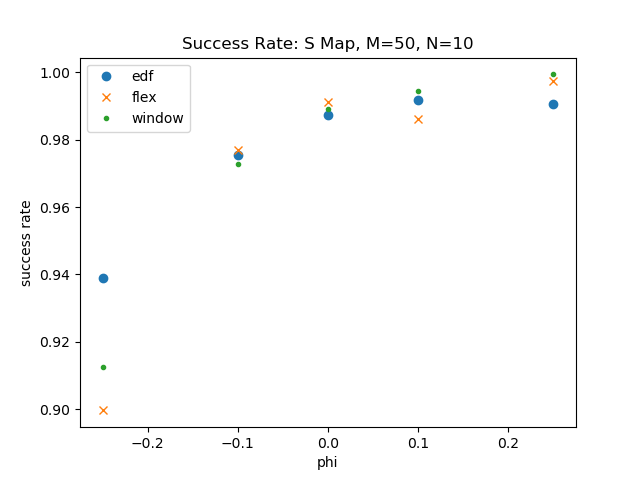 Success Rate: S Map, M=50, N=10
edf
flex
window
1.00
0.98
0.96
0.94
0.92
0.90
success rate
−0.2
−0.1
0.0
0.1
0.2
phi